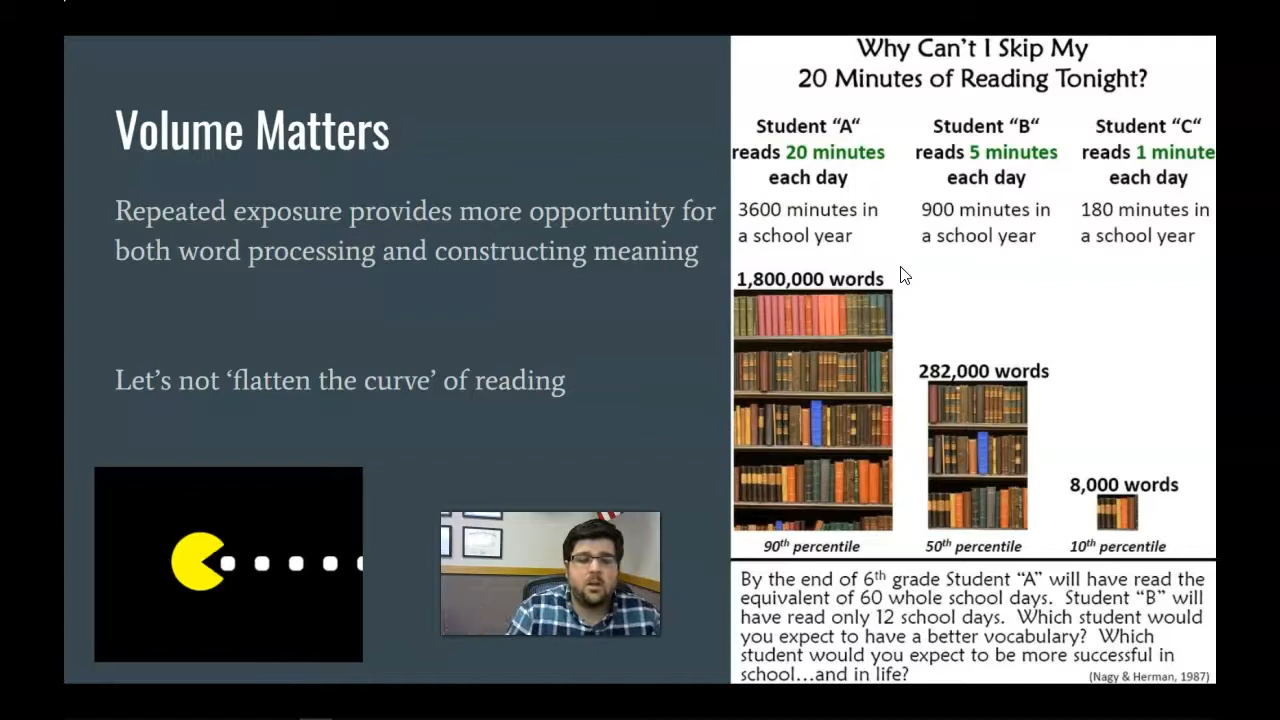 Volume Matters
Repeated exposure provides more opportunity for
both word processing and constructing meaning
Let's not 'flatten the curve' of reading
Why Can't I Skip My
20 Minutes of Reading Tonight?
Student "A"
reads 20 minutes
each day
3600 minutes in
a school year
1,800,000 words
90th percentile
Student "B"
reads 5 minutes
each day
900 minutes in
a school year
282,000 words
50th percentile
Student "C"
reads 1 minute
each day
180 minutes in
a school year
8,000 words
10th percentile
By the end of 6th grade Student "A" will have read the
equivalent of 60 whole school days. Student "B" will
have read only 12 school days. Which student would
you expect to have a better vocabulary? Which
student would you expect to be more successful in
school...and in life?
(Nagy & Herman, 1987)